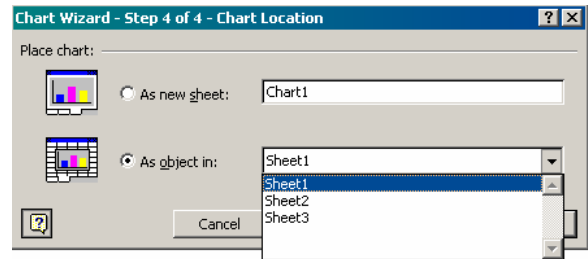 Chart Wizard - Step 4 of 4 - Chart Location
Place chart:
As new sheet: Chart1
As object in: Sheet1
Sheet1
Sheet2
Sheet3
Cancel